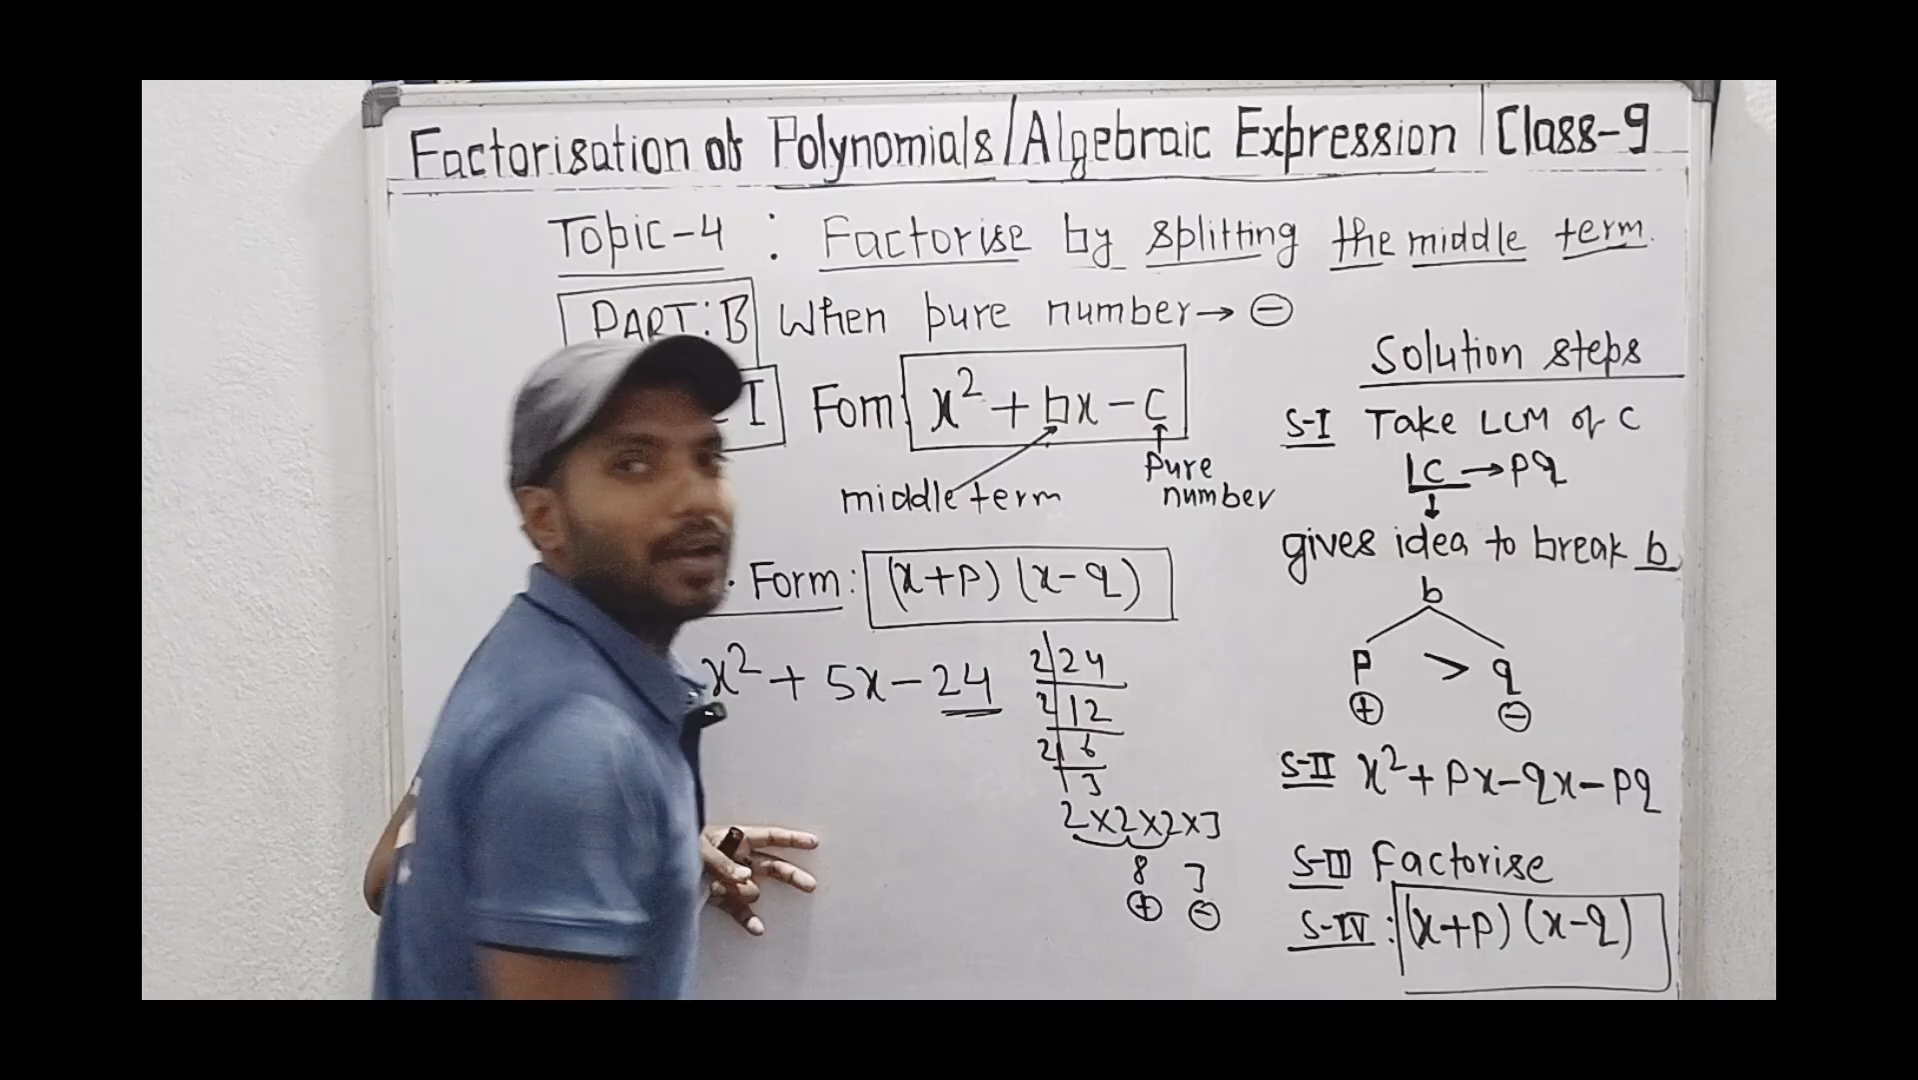 Factorisation of Polynomials/Algebraic Expression | Class-9
Topic-4 : Factorise by splitting the middle term.
PART: B When pure number → ⊖
I Fom: x² + bx - c
middle term
pure number
Form: (x+p) (x-q)
x² + 5x - 24
2 24
2 12
2 6
3
2×2×2×3
8 3
⊕ ⊖
Solution steps
S-I Take LCM of C
LC → pq
gives idea to break b
b
p > q
⊕ ⊖
S-II x² + px - qx - pq
S-III Factorise
S-IV : (x+p) (x-q)